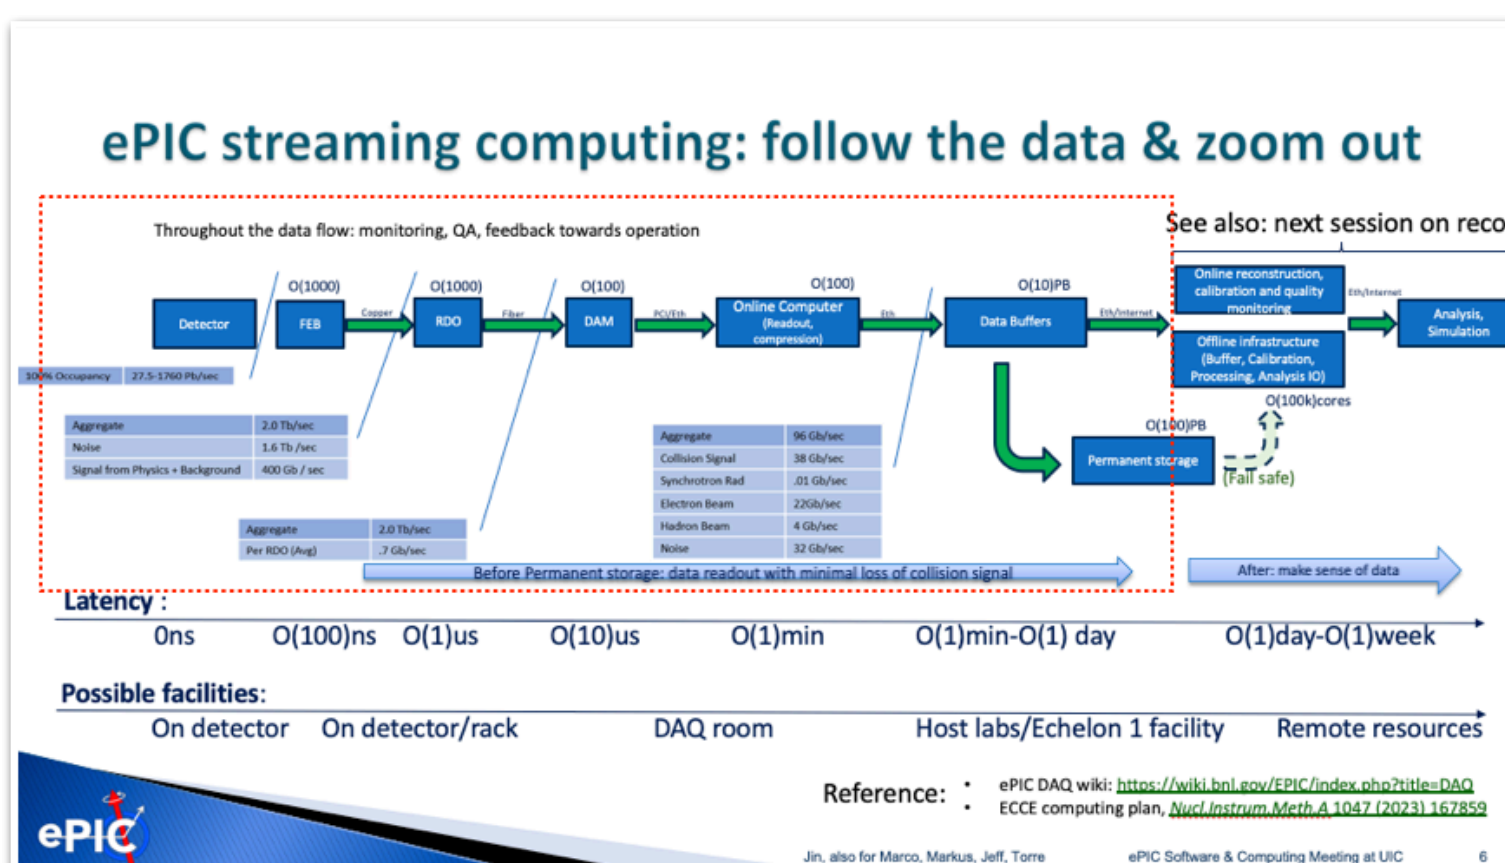 ePIC streaming computing: follow the data & zoom out
Throughout the data flow: monitoring, QA, feedback towards operation
See also: next session on reco
O(1000)
O(1000)
O(100)
O(100)
O(10)PB
Detector
FEB
Copper
RDO
Fiber
DAM
PCI/Eth
Online Computer
(Readout,
compression)
Eth
Data Buffers
Eth/Internet
Online reconstruction,
calibration and quality
monitoring
Offline infrastructure
(Buffer, Calibration,
Processing, Analysis IO)
Eth/Internet
Analysis,
Simulation
O(100k)cores
O(100)PB
Permanent storage
(Fail safe)
100% Occupancy 27.5-1760 Pb/sec
Aggregate 2.0 Tb/sec
Noise 1.6 Tb /sec
Signal from Physics + Background 400 Gb / sec
Aggregate 2.0 Tb/sec
Per RDO (Avg) .7 Gb/sec
Aggregate 96 Gb/sec
Collision Signal 38 Gb/sec
Synchrotron Rad .01 Gb/sec
Electron Beam 22Gb/sec
Hadron Beam 4 Gb/sec
Noise 32 Gb/sec
Before Permanent storage: data readout with minimal loss of collision signal
After: make sense of data
Latency :
0ns O(100)ns O(1)us O(10)us O(1)min O(1)min-O(1) day O(1)day-O(1)week
Possible facilities:
On detector On detector/rack DAQ room Host labs/Echelon 1 facility Remote resources
Reference:
• ePIC DAQ wiki: https://wiki.bnl.gov/EPIC/index.php?title=DAQ
• ECCE computing plan, Nucl.Instrum.Meth.A 1047 (2023) 167859
ePIC
Jin, also for Marco, Markus, Jeff, Torre ePIC Software & Computing Meeting at UIC 6